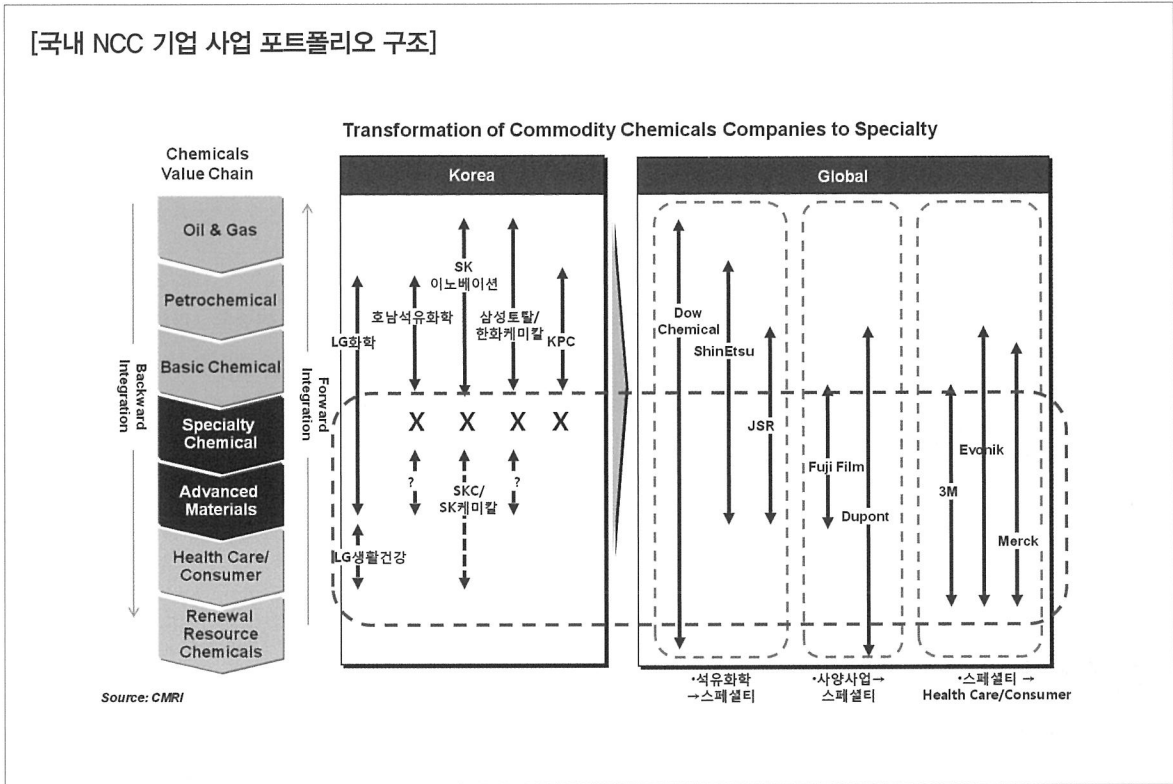 [국내 NCC 기업 사업 포트폴리오 구조]
Transformation of Commodity Chemicals Companies to Specialty
Chemicals
Value Chain
Korea
Global
Oil & Gas
Petrochemical
Basic Chemical
Specialty
Chemical
Advanced
Materials
Health Care/
Consumer
Renewal
Resource
Chemicals
Backward
Integration
Forward
Integration
SK
이노베이션
호남석유화학
삼성토탈/
한화케미칼
LG화학
KPC
X
X
X
X
?
SKC/
SK케미칼
?
LG생활건강
Dow
Chemical
ShinEtsu
JSR
Fuji Film
Dupont
Evonik
3M
Merck
•석유화학
→스페셜티
•사양사업→
스페셜티
•스페셜티 →
Health Care/Consumer
Source: CMRI